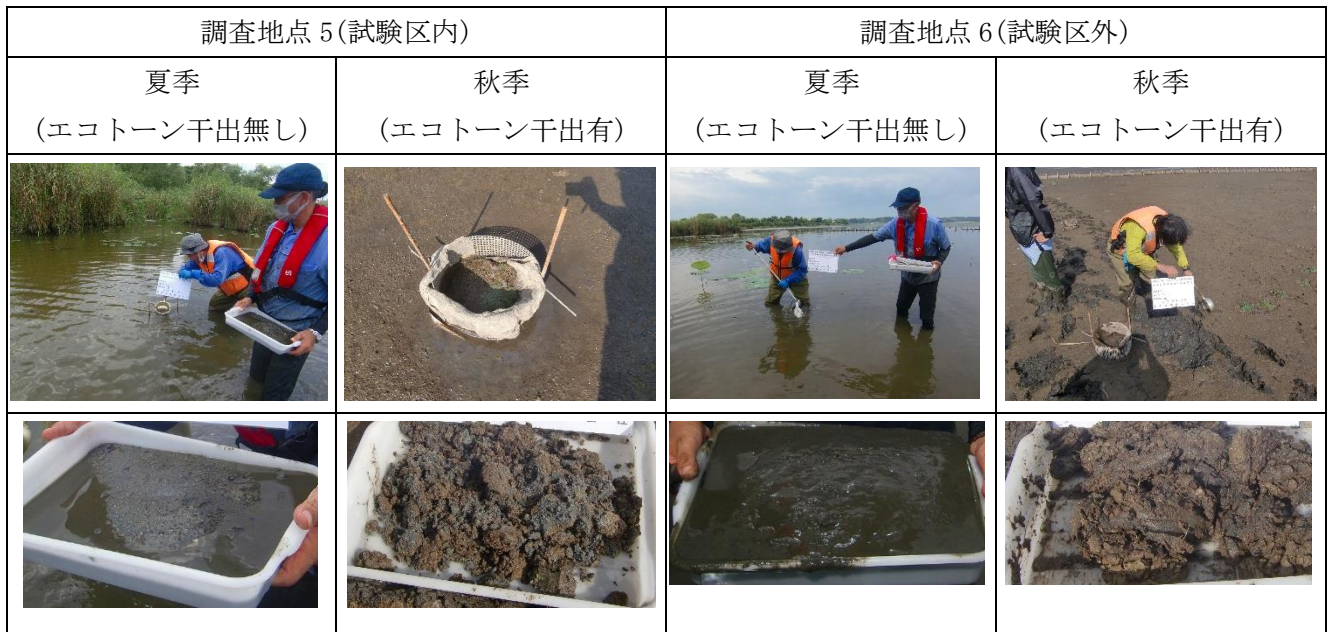 調査地点 5(試験区内)
調査地点 6(試験区外)
夏季
(エコトーン干出無し)
秋季
(エコトーン干出有)
夏季
(エコトーン干出無し)
秋季
(エコトーン干出有)